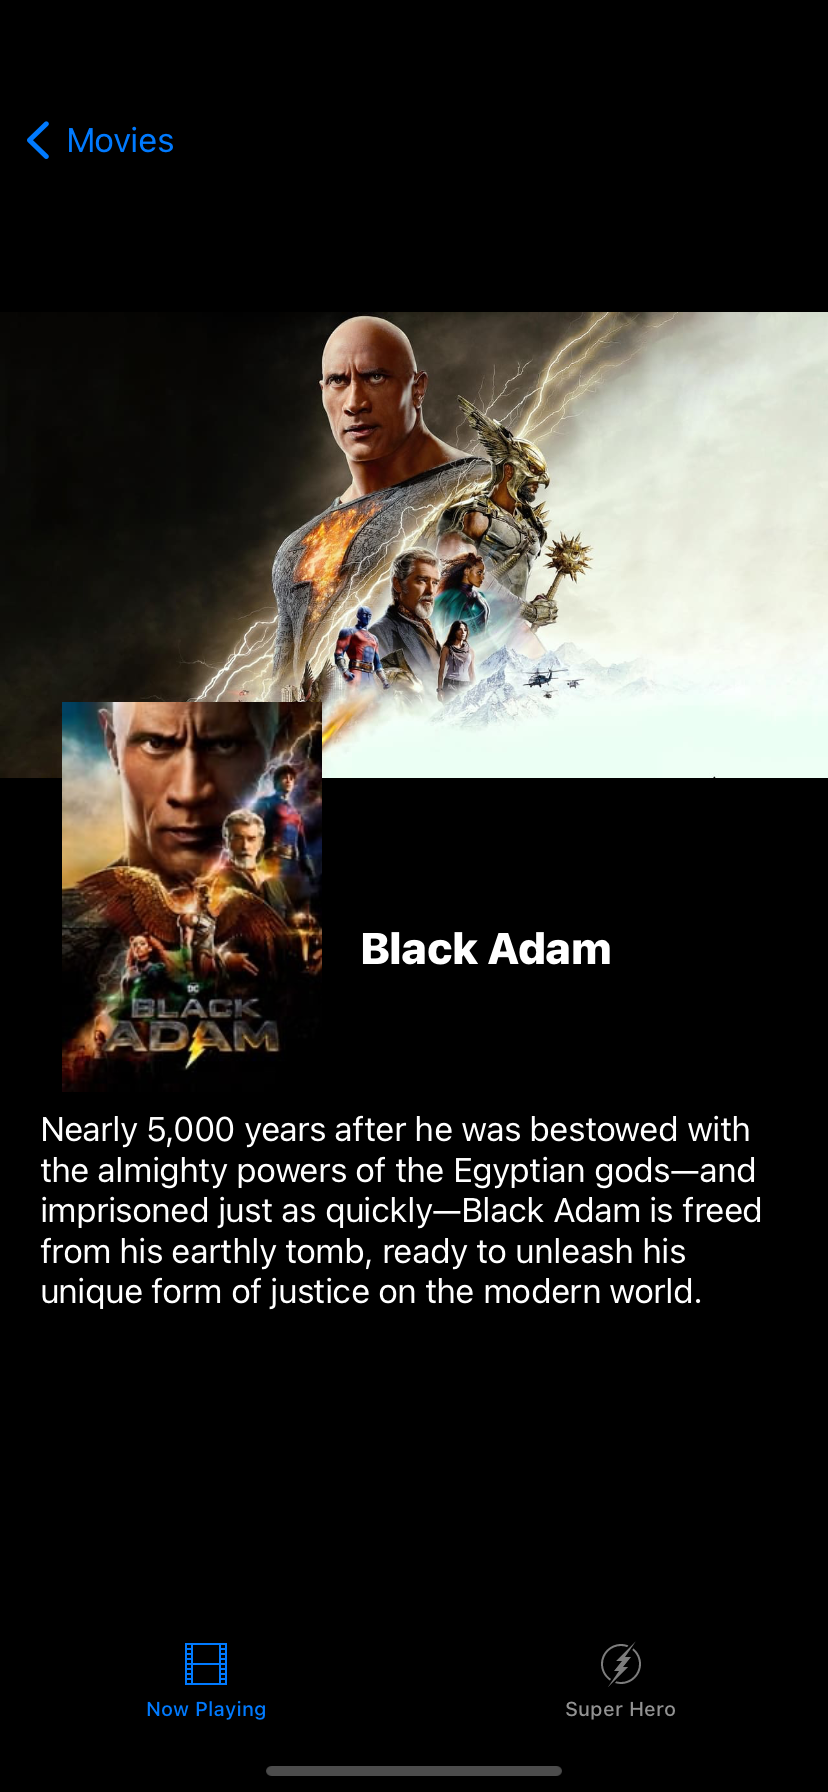 Movies
DC
BLACK
ADAM
Black Adam
Nearly 5,000 years after he was bestowed with
the almighty powers of the Egyptian gods—and
imprisoned just as quickly—Black Adam is freed
from his earthly tomb, ready to unleash his
unique form of justice on the modern world.
Now Playing
Super Hero